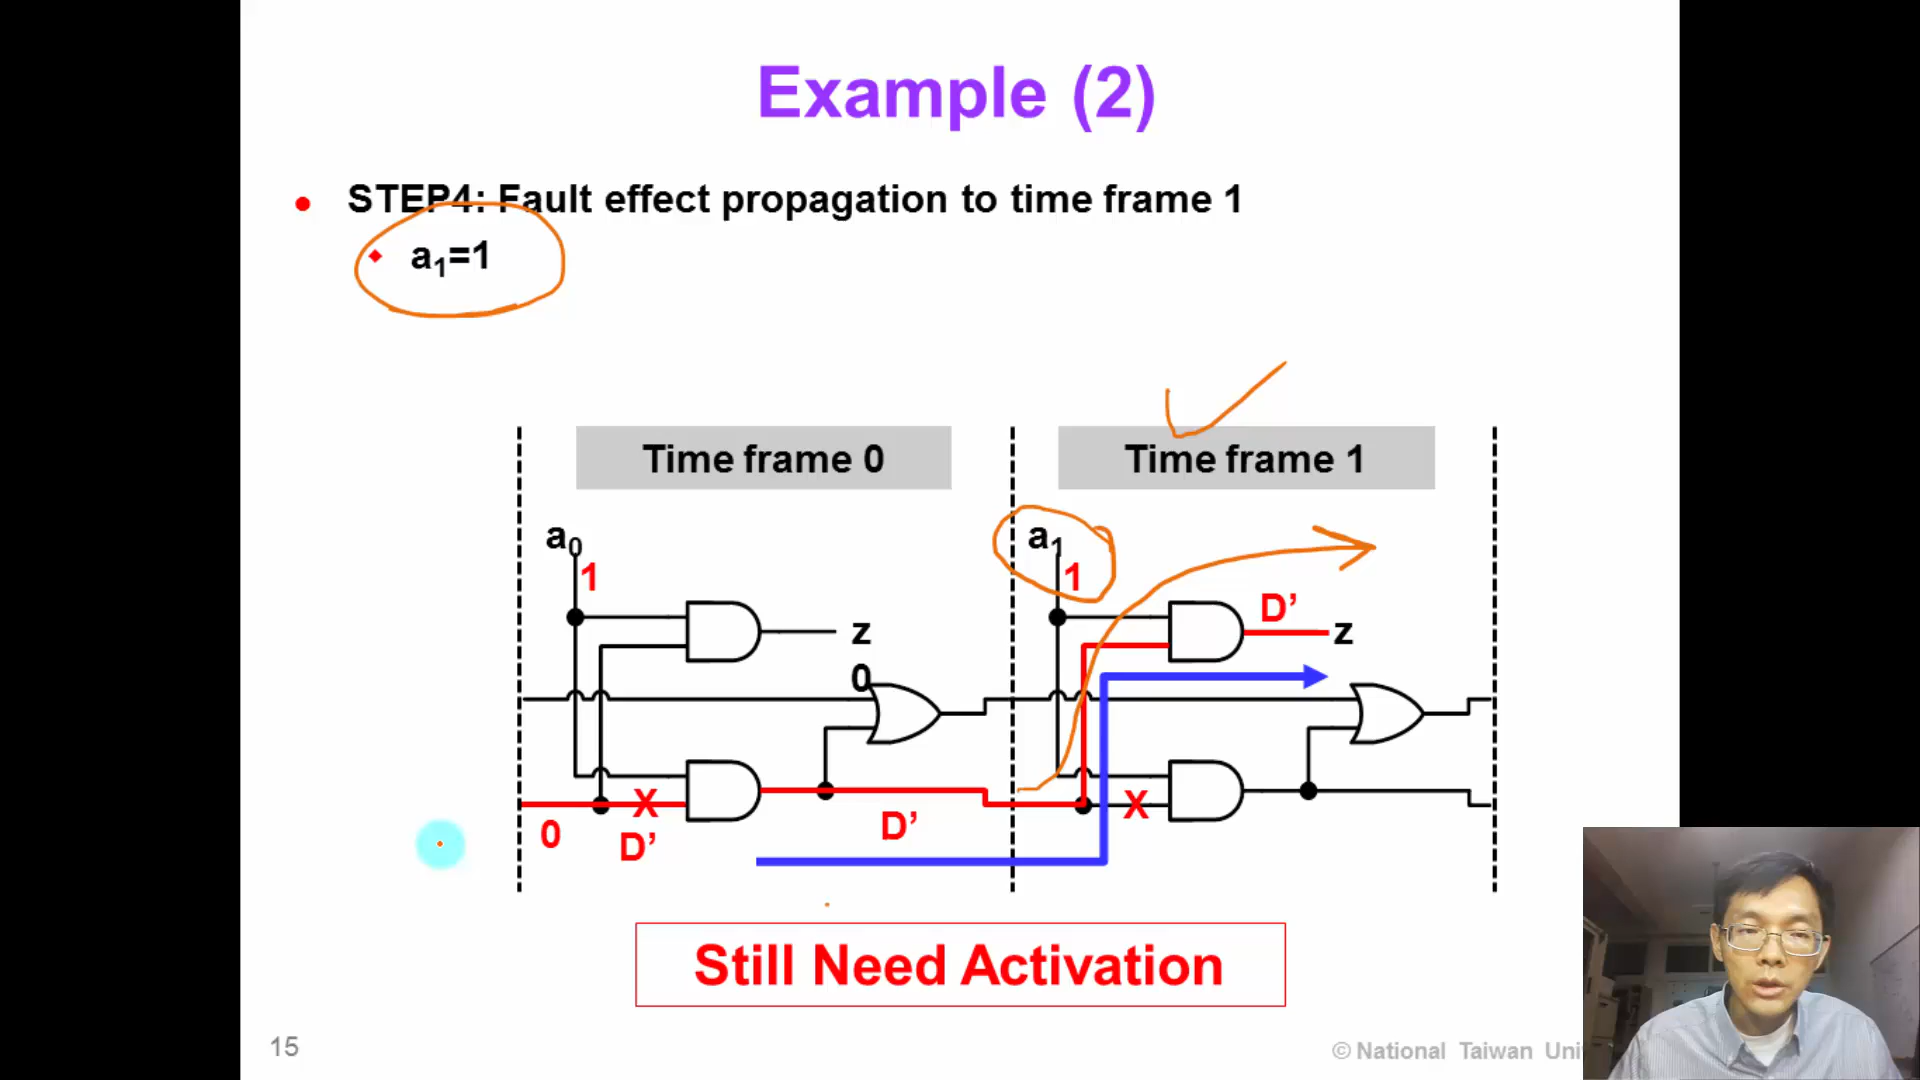 Example (2)
STEP4: Fault effect propagation to time frame 1
a1=1
Time frame 0
Time frame 1
a0
1
a1
1
D’
z
z
0
X
X
0
D’
D’
Still Need Activation
15
© National Taiwan Uni